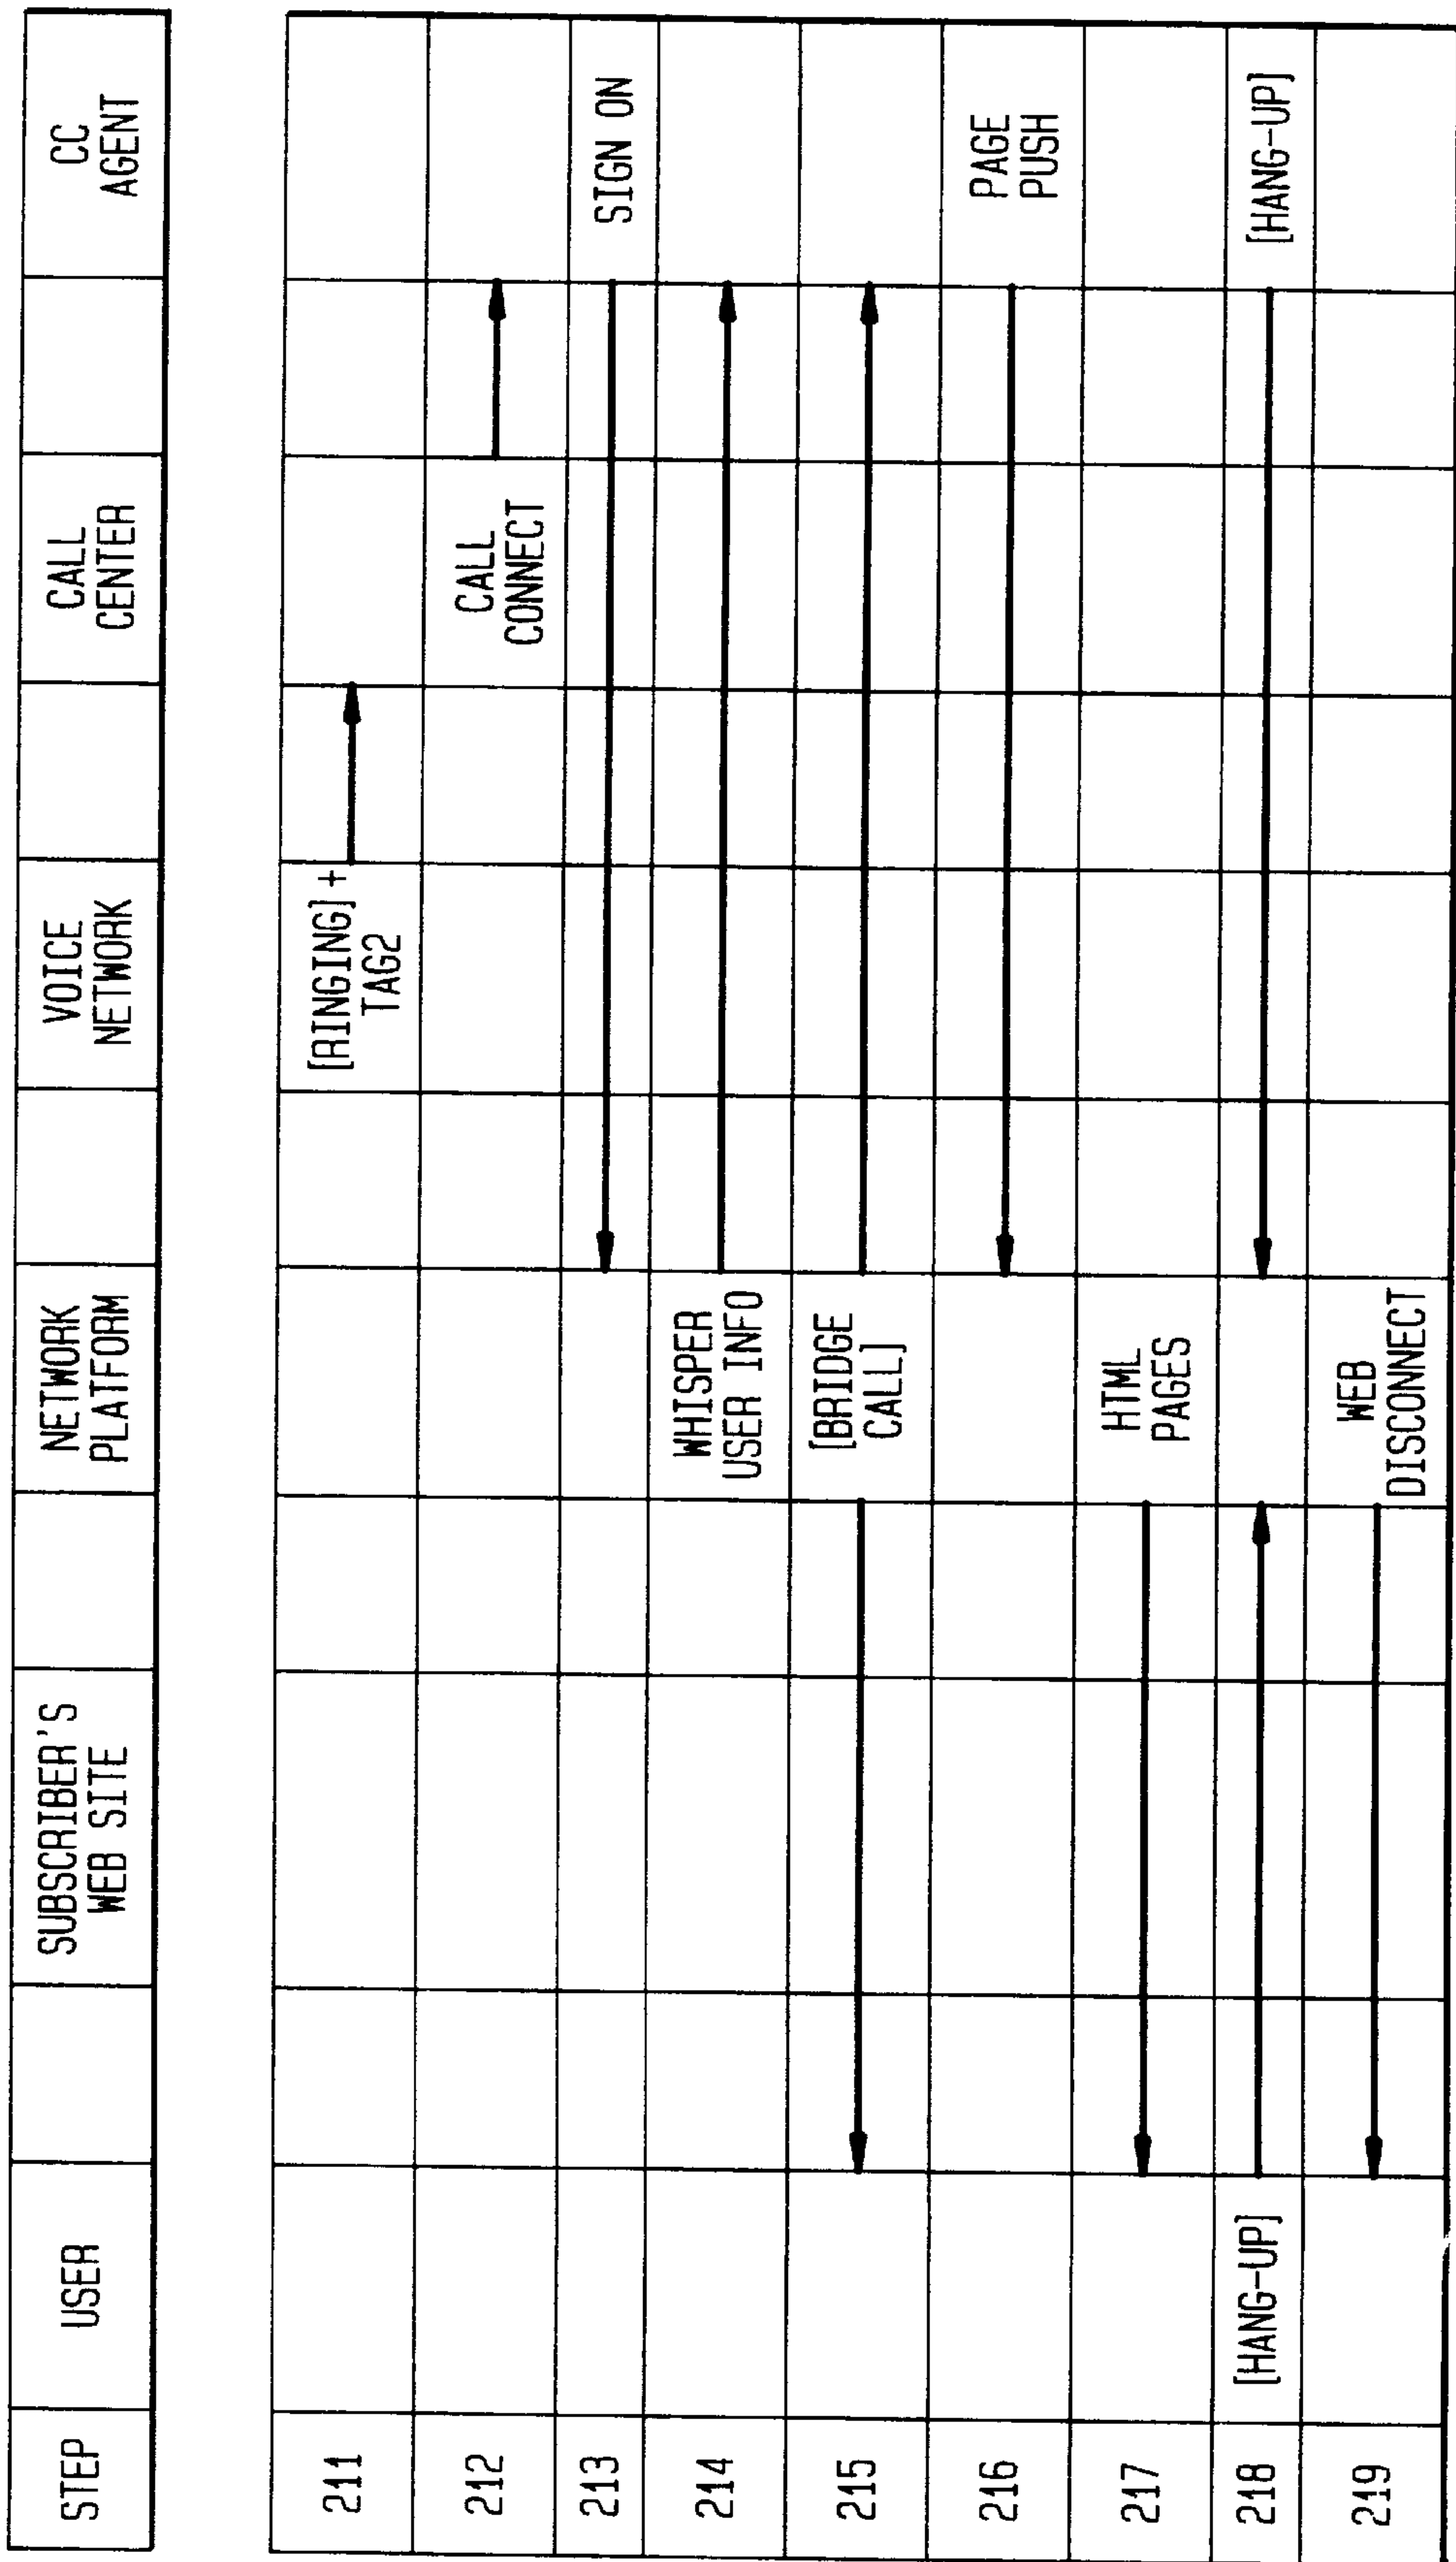 STEP
USER
SUBSCRIBER'S
WEB SITE
NETWORK
PLATFORM
VOICE
NETWORK
CALL
CENTER
CC
AGENT
211
[RINGING] +
TAG2
212
CALL
CONNECT
213
SIGN ON
214
WHISPER
USER INFO
215
[BRIDGE
CALL]
216
PAGE
PUSH
217
HTML
PAGES
218
[HANG-UP]
[HANG-UP]
219
WEB
DISCONNECT